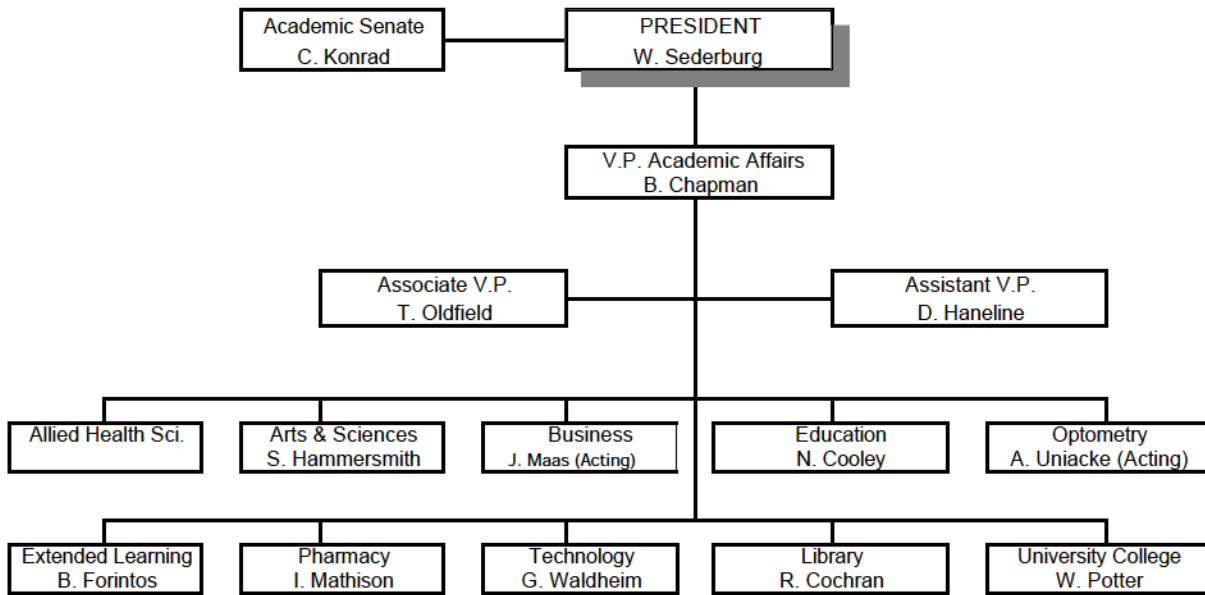 Academic Senate
C. Konrad
PRESIDENT
W. Sederburg
V.P. Academic Affairs
B. Chapman
Associate V.P.
T. Oldfield
Assistant V.P.
D. Haneline
Allied Health Sci.
Arts & Sciences
S. Hammersmith
Business
J. Maas (Acting)
Education
N. Cooley
Optometry
A. Uniacke (Acting)
Extended Learning
B. Forintos
Pharmacy
I. Mathison
Technology
G. Waldheim
Library
R. Cochran
University College
W. Potter